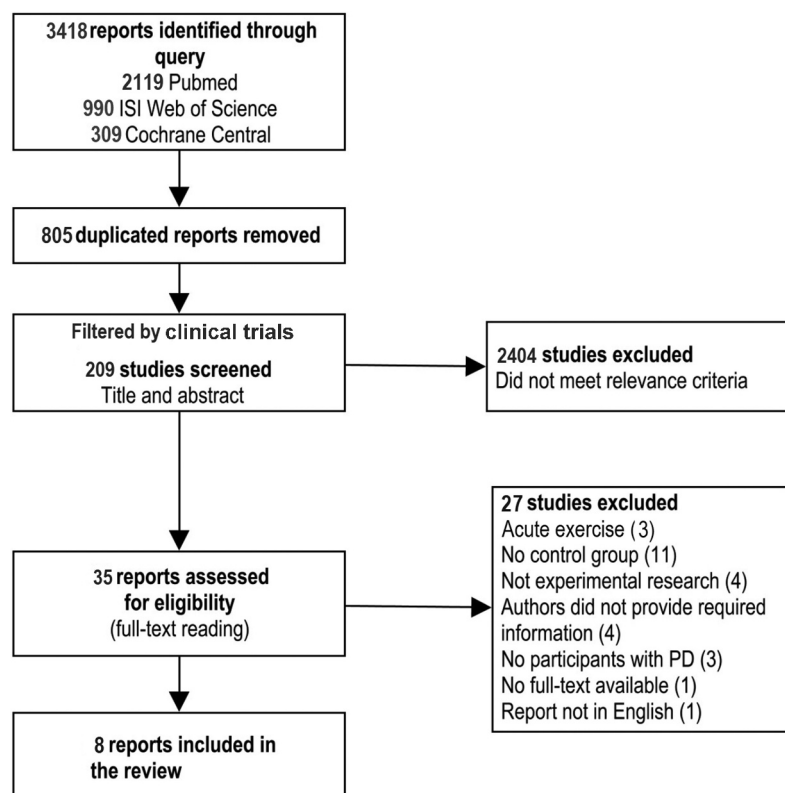 3418 reports identified through
query
2119 Pubmed
990 ISI Web of Science
309 Cochrane Central
805 duplicated reports removed
Filtered by clinical trials
209 studies screened
Title and abstract
2404 studies excluded
Did not meet relevance criteria
35 reports assessed
for eligibility
(full-text reading)
27 studies excluded
Acute exercise (3)
No control group (11)
Not experimental research (4)
Authors did not provide required
information (4)
No participants with PD (3)
No full-text available (1)
Report not in English (1)
8 reports included in
the review